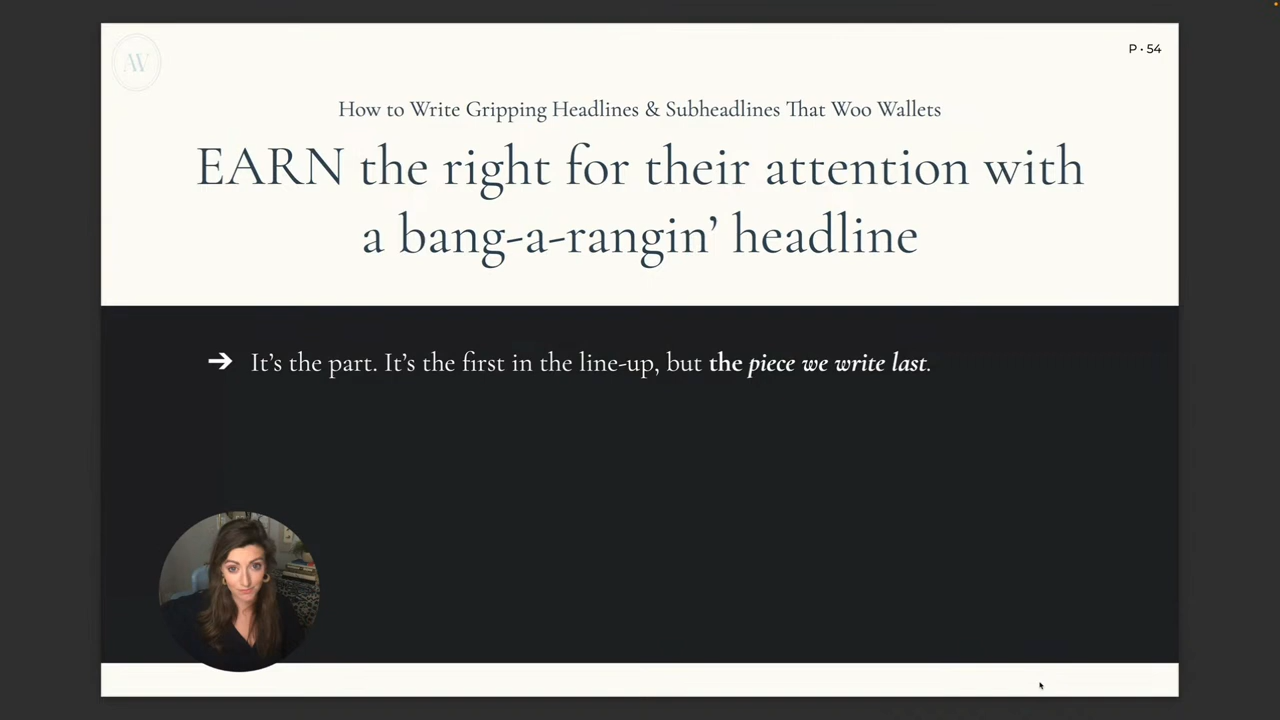 AW
P • 54
How to Write Gripping Headlines & Subheadlines That Woo Wallets
EARN the right for their attention with
a bang-a-rangin’ headline
➔ It’s the part. It’s the first in the line-up, but the piece we write last.